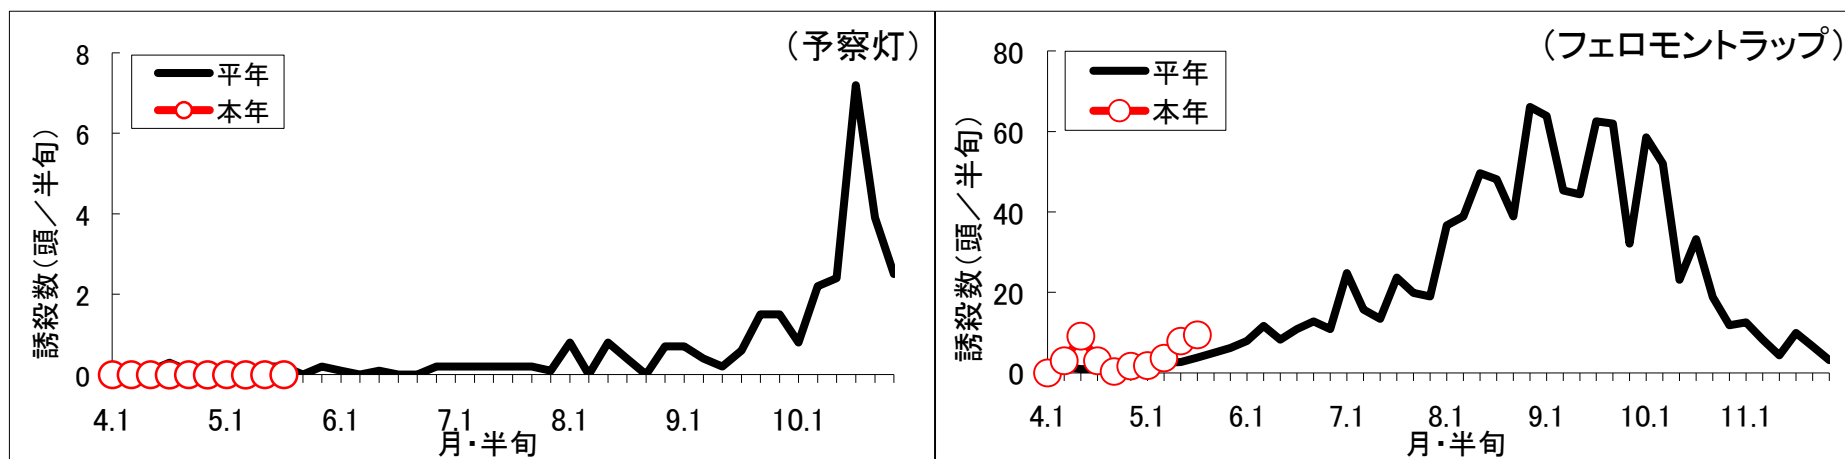 (予察灯)
平年
本年
誘殺数(頭/半旬)
8
6
4
2
0
4.1 5.1 6.1 7.1 8.1 9.1 10.1
月・半旬
(フェロモントラップ)
平年
本年
誘殺数(頭/半旬)
80
60
40
20
0
4.1 5.1 6.1 7.1 8.1 9.1 10.1 11.1
月・半旬